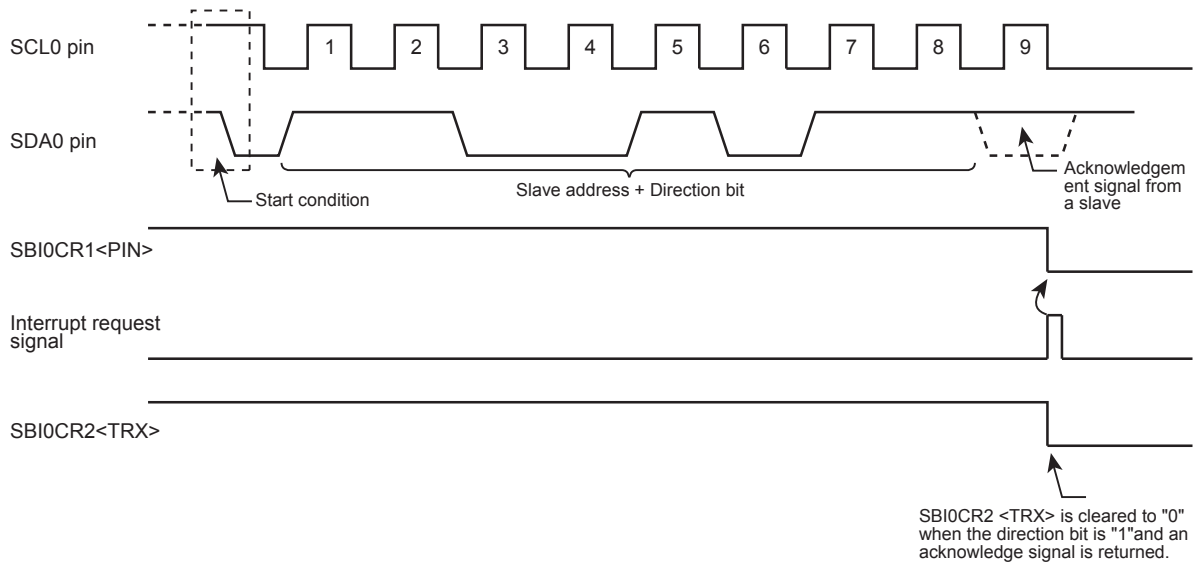 SCL0 pin
1 2 3 4 5 6 7 8 9
SDA0 pin
Start condition
Slave address + Direction bit
Acknowledgem
ent signal from
a slave
SBI0CR1<PIN>
Interrupt request
signal
SBI0CR2<TRX>
SBI0CR2 <TRX> is cleared to "0"
when the direction bit is "1"and an
acknowledge signal is returned.